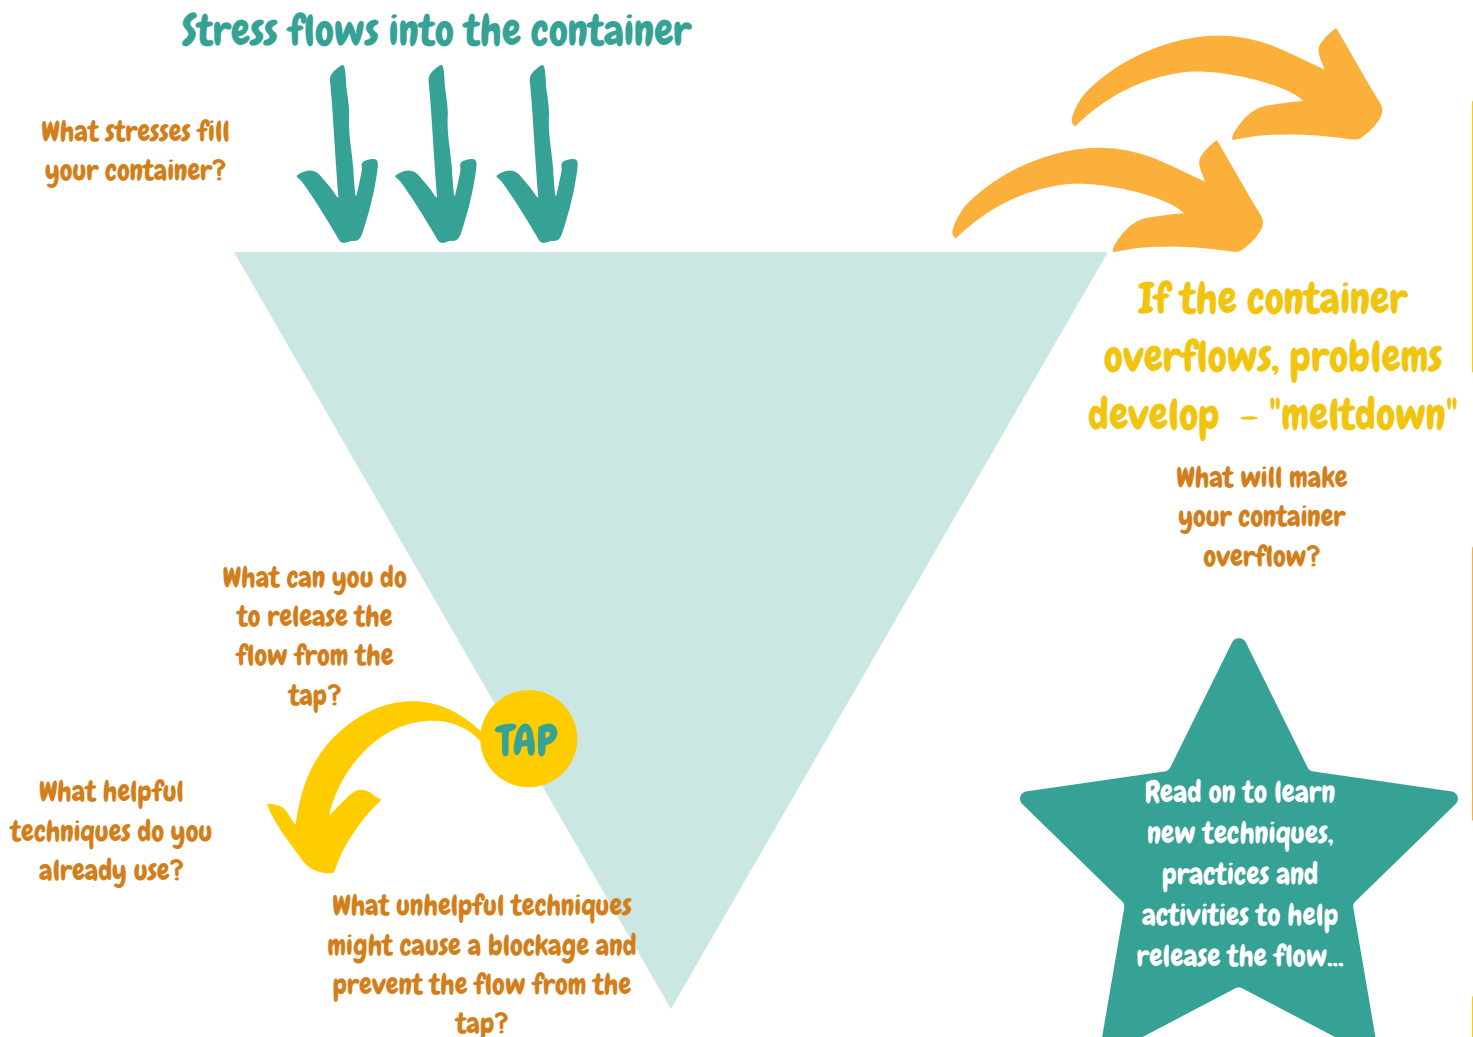 Stress flows into the container
What stresses fill
your container?
If the container
overflows, problems
develop - "meltdown"
What will make
your container
overflow?
What can you do
to release the
flow from the
tap?
TAP
What helpful
techniques do you
already use?
What unhelpful techniques
might cause a blockage and
prevent the flow from the
tap?
Read on to learn
new techniques,
practices and
activities to help
release the flow...